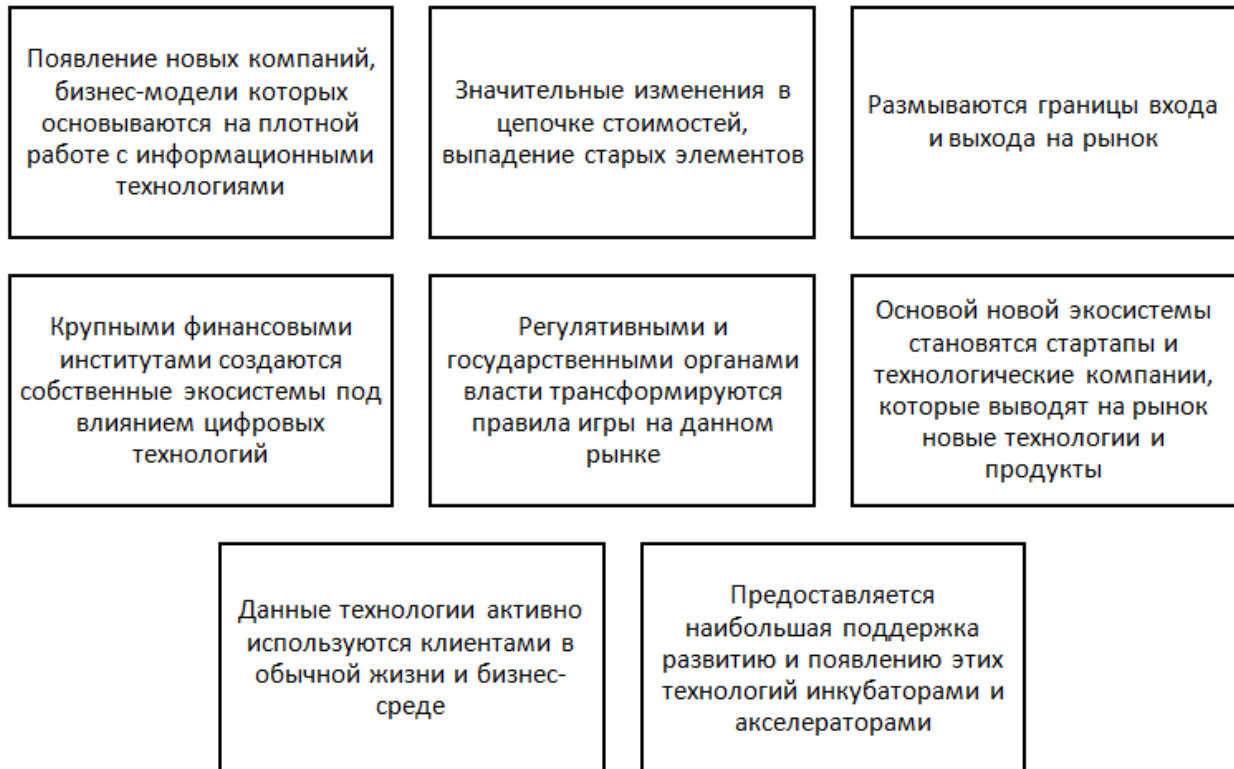 Появление новых компаний,
бизнес-модели которых
основываются на плотной
работе с информационными
технологиями
Значительные изменения в
цепочке стоимостей,
выпадение старых элементов
Размываются границы входа
и выхода на рынок
Крупными финансовыми
институтами создаются
собственные экосистемы под
влиянием цифровых
технологий
Регулятивными и
государственными органами
власти трансформируются
правила игры на данном
рынке
Основой новой экосистемы
становятся стартапы и
технологические компании,
которые выводят на рынок
новые технологии и
продукты
Данные технологии активно
используются клиентами в
обычной жизни и бизнес-
среде
Предоставляется
наибольшая поддержка
развитию и появлению этих
технологий инкубаторами и
акселераторами